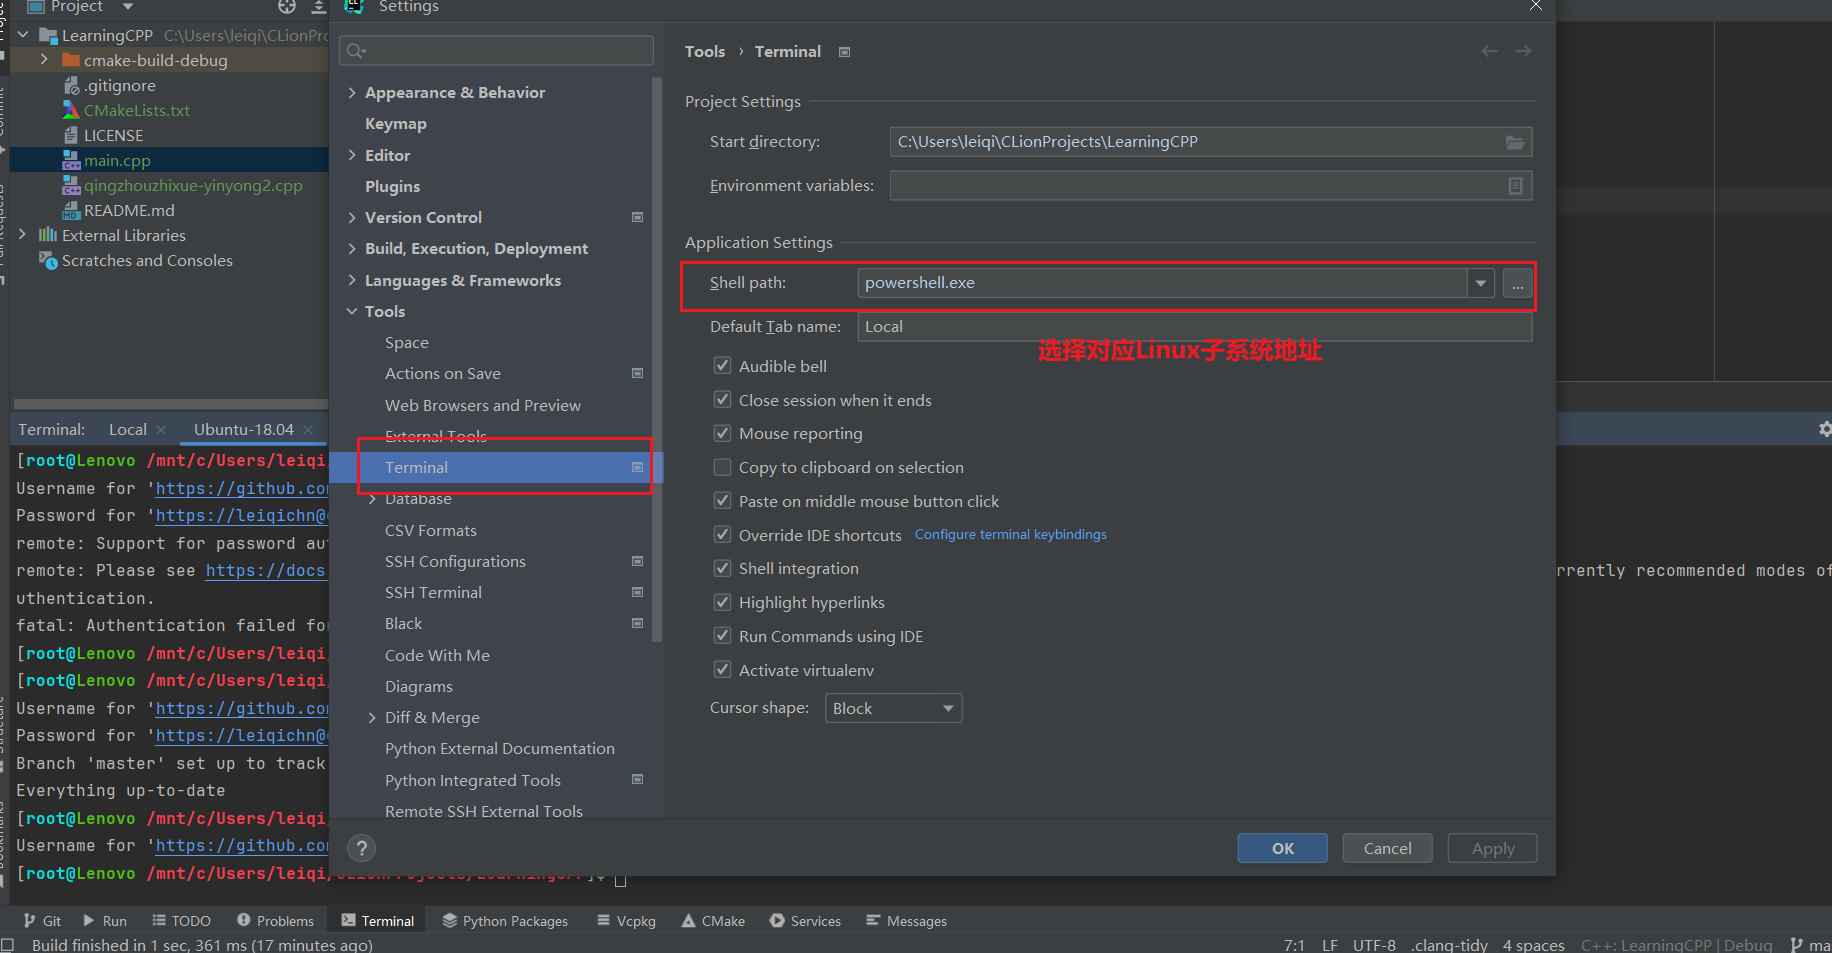 Project
Settings
LearningCPP C:\Users\leiqi\CLionPro
cmake-build-debug
.gitignore
CMakeLists.txt
LICENSE
main.cpp
qingzhouzhixue-yinyong2.cpp
README.md
External Libraries
Scratches and Consoles
Appearance & Behavior
Keymap
Editor
Plugins
Version Control
Build, Execution, Deployment
Languages & Frameworks
Tools
Space
Actions on Save
Web Browsers and Preview
External Tools
Terminal
Database
CSV Formats
SSH Configurations
SSH Terminal
Black
Code With Me
Diagrams
Diff & Merge
Python External Documentation
Python Integrated Tools
Remote SSH External Tools
Tools › Terminal
Project Settings
Start directory: C:\Users\leiqi\CLionProjects\LearningCPP
Environment variables:
Application Settings
Shell path: powershell.exe ...
Default Tab name: Local
选择对应Linux子系统地址
Audible bell
Close session when it ends
Mouse reporting
Copy to clipboard on selection
Paste on middle mouse button click
Override IDE shortcuts Configure terminal keybindings
Shell integration
Highlight hyperlinks
Run Commands using IDE
Activate virtualenv
Cursor shape: Block
? OK Cancel Apply
Terminal: Local Ubuntu-18.04
[root@Lenovo /mnt/c/Users/leiqi/
Username for 'https://github.co
Password for 'https://leiqichn@
remote: Support for password au
remote: Please see https://docs rrently recommended modes of
uthentication.
fatal: Authentication failed for
[root@Lenovo /mnt/c/Users/leiqi/
[root@Lenovo /mnt/c/Users/leiqi/
Username for 'https://github.co
Password for 'https://leiqichn@
Branch 'master' set up to track
Everything up-to-date
[root@Lenovo /mnt/c/Users/leiqi/
Username for 'https://github.co
[root@Lenovo /mnt/c/Users/leiqi/CLionProjects/LearningCPP]$
Git Run TODO Problems Terminal Python Packages Vcpkg CMake Services Messages
Build finished in 1 sec, 361 ms (17 minutes ago) 7:1 LF UTF-8 .clang-tidy 4 spaces C++: LearningCPP | Debug ma